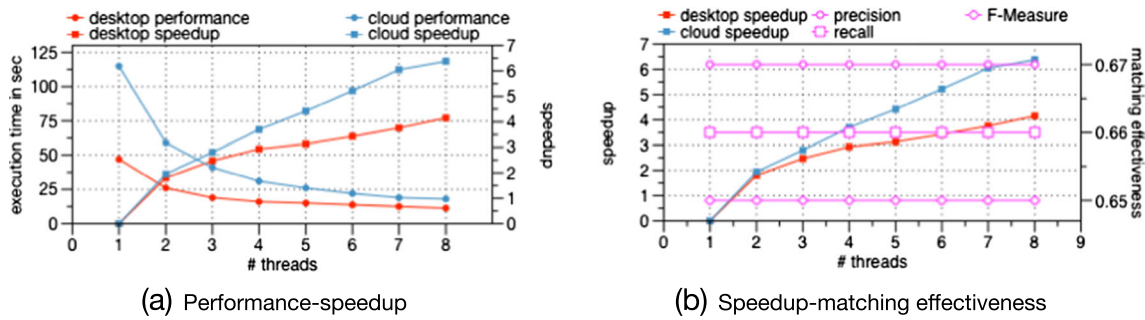 desktop performance
cloud performance
desktop speedup
cloud speedup
execution time in sec
125
100
75
50
25
0
7
6
5
4
3
2
1
0
speedup
0 1 2 3 4 5 6 7 8
# threads
(a) Performance-speedup
desktop speedup
precision
F-Measure
cloud speedup
recall
speedup
7
6
5
4
3
2
1
0
0.67
0.66
0.65
matching effectiveness
0 1 2 3 4 5 6 7 8 9
# threads
(b) Speedup-matching effectiveness